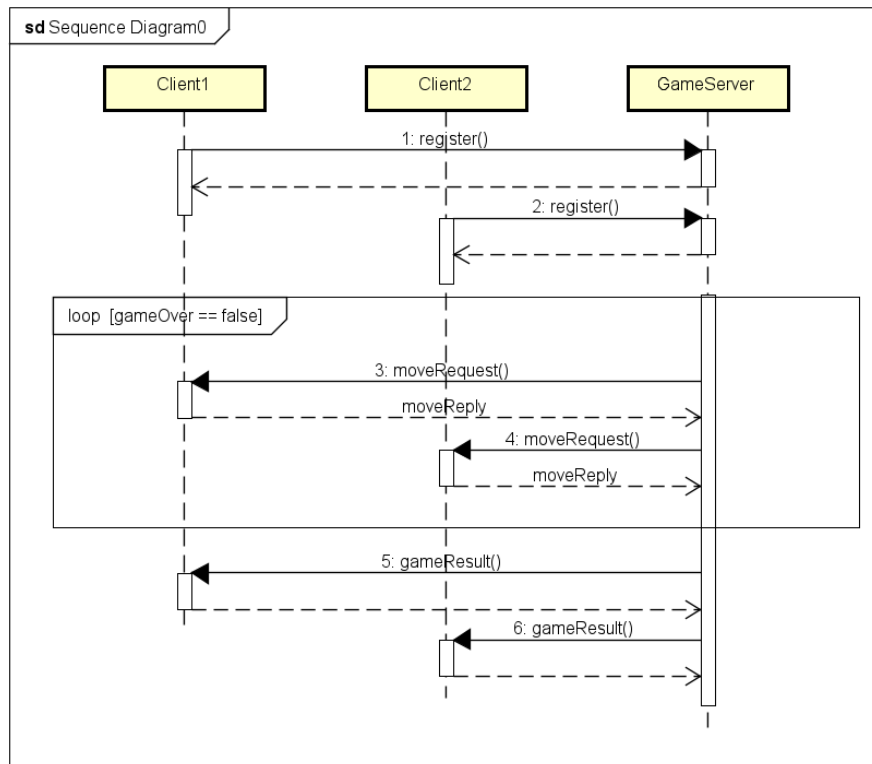 sd Sequence Diagram0
Client1
Client2
GameServer
1: register()
2: register()
loop [gameOver == false]
3: moveRequest()
moveReply
4: moveRequest()
moveReply
5: gameResult()
6: gameResult()